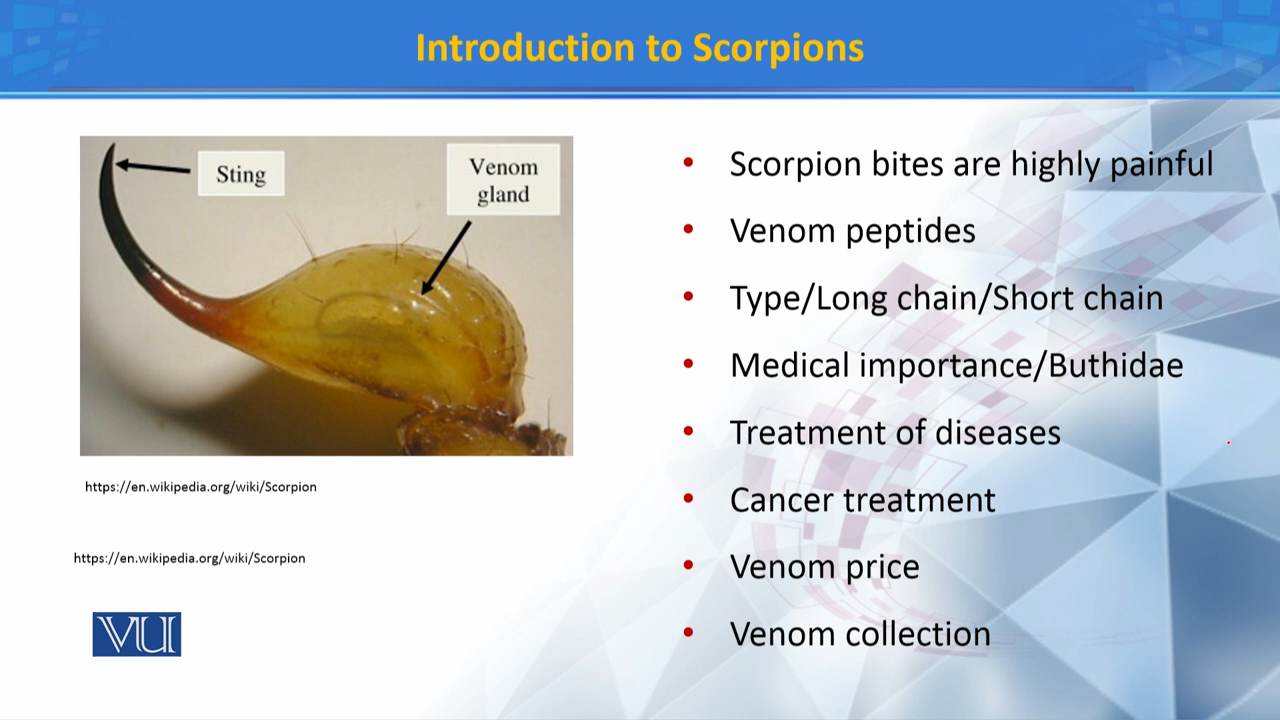 Introduction to Scorpions
Sting
Venom
gland
https://en.wikipedia.org/wiki/Scorpion
https://en.wikipedia.org/wiki/Scorpion
VU
• Scorpion bites are highly painful
• Venom peptides
• Type/Long chain/Short chain
• Medical importance/Buthidae
• Treatment of diseases
• Cancer treatment
• Venom price
• Venom collection